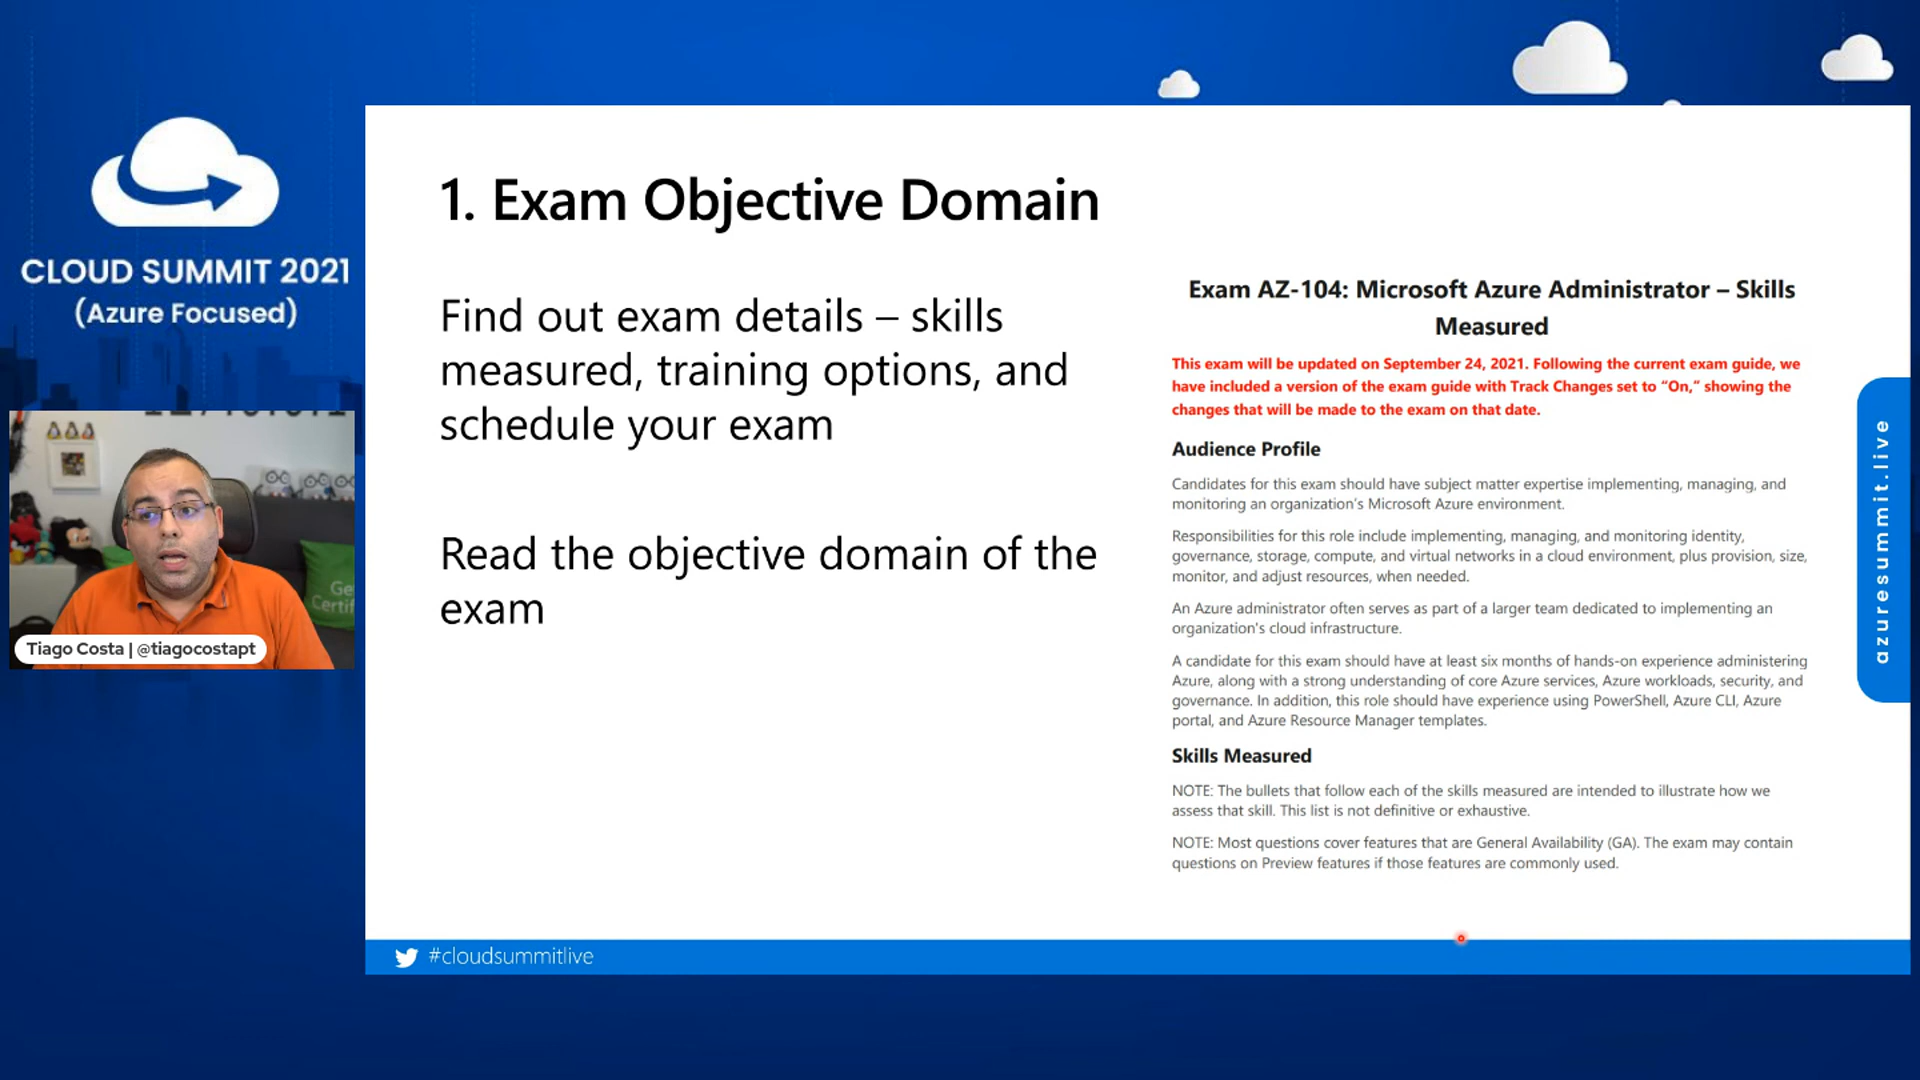 CLOUD SUMMIT 2021
(Azure Focused)
Ge
Certif
Tiago Costa | @tiagocostapt
1. Exam Objective Domain
Find out exam details – skills
measured, training options, and
schedule your exam
Read the objective domain of the
exam
Exam AZ-104: Microsoft Azure Administrator – Skills
Measured
This exam will be updated on September 24, 2021. Following the current exam guide, we
have included a version of the exam guide with Track Changes set to “On,” showing the
changes that will be made to the exam on that date.
Audience Profile
Candidates for this exam should have subject matter expertise implementing, managing, and
monitoring an organization’s Microsoft Azure environment.
Responsibilities for this role include implementing, managing, and monitoring identity,
governance, storage, compute, and virtual networks in a cloud environment, plus provision, size,
monitor, and adjust resources, when needed.
An Azure administrator often serves as part of a larger team dedicated to implementing an
organization's cloud infrastructure.
A candidate for this exam should have at least six months of hands-on experience administering
Azure, along with a strong understanding of core Azure services, Azure workloads, security, and
governance. In addition, this role should have experience using PowerShell, Azure CLI, Azure
portal, and Azure Resource Manager templates.
Skills Measured
NOTE: The bullets that follow each of the skills measured are intended to illustrate how we
assess that skill. This list is not definitive or exhaustive.
NOTE: Most questions cover features that are General Availability (GA). The exam may contain
questions on Preview features if those features are commonly used.
azuresummit.live
#cloudsummitlive